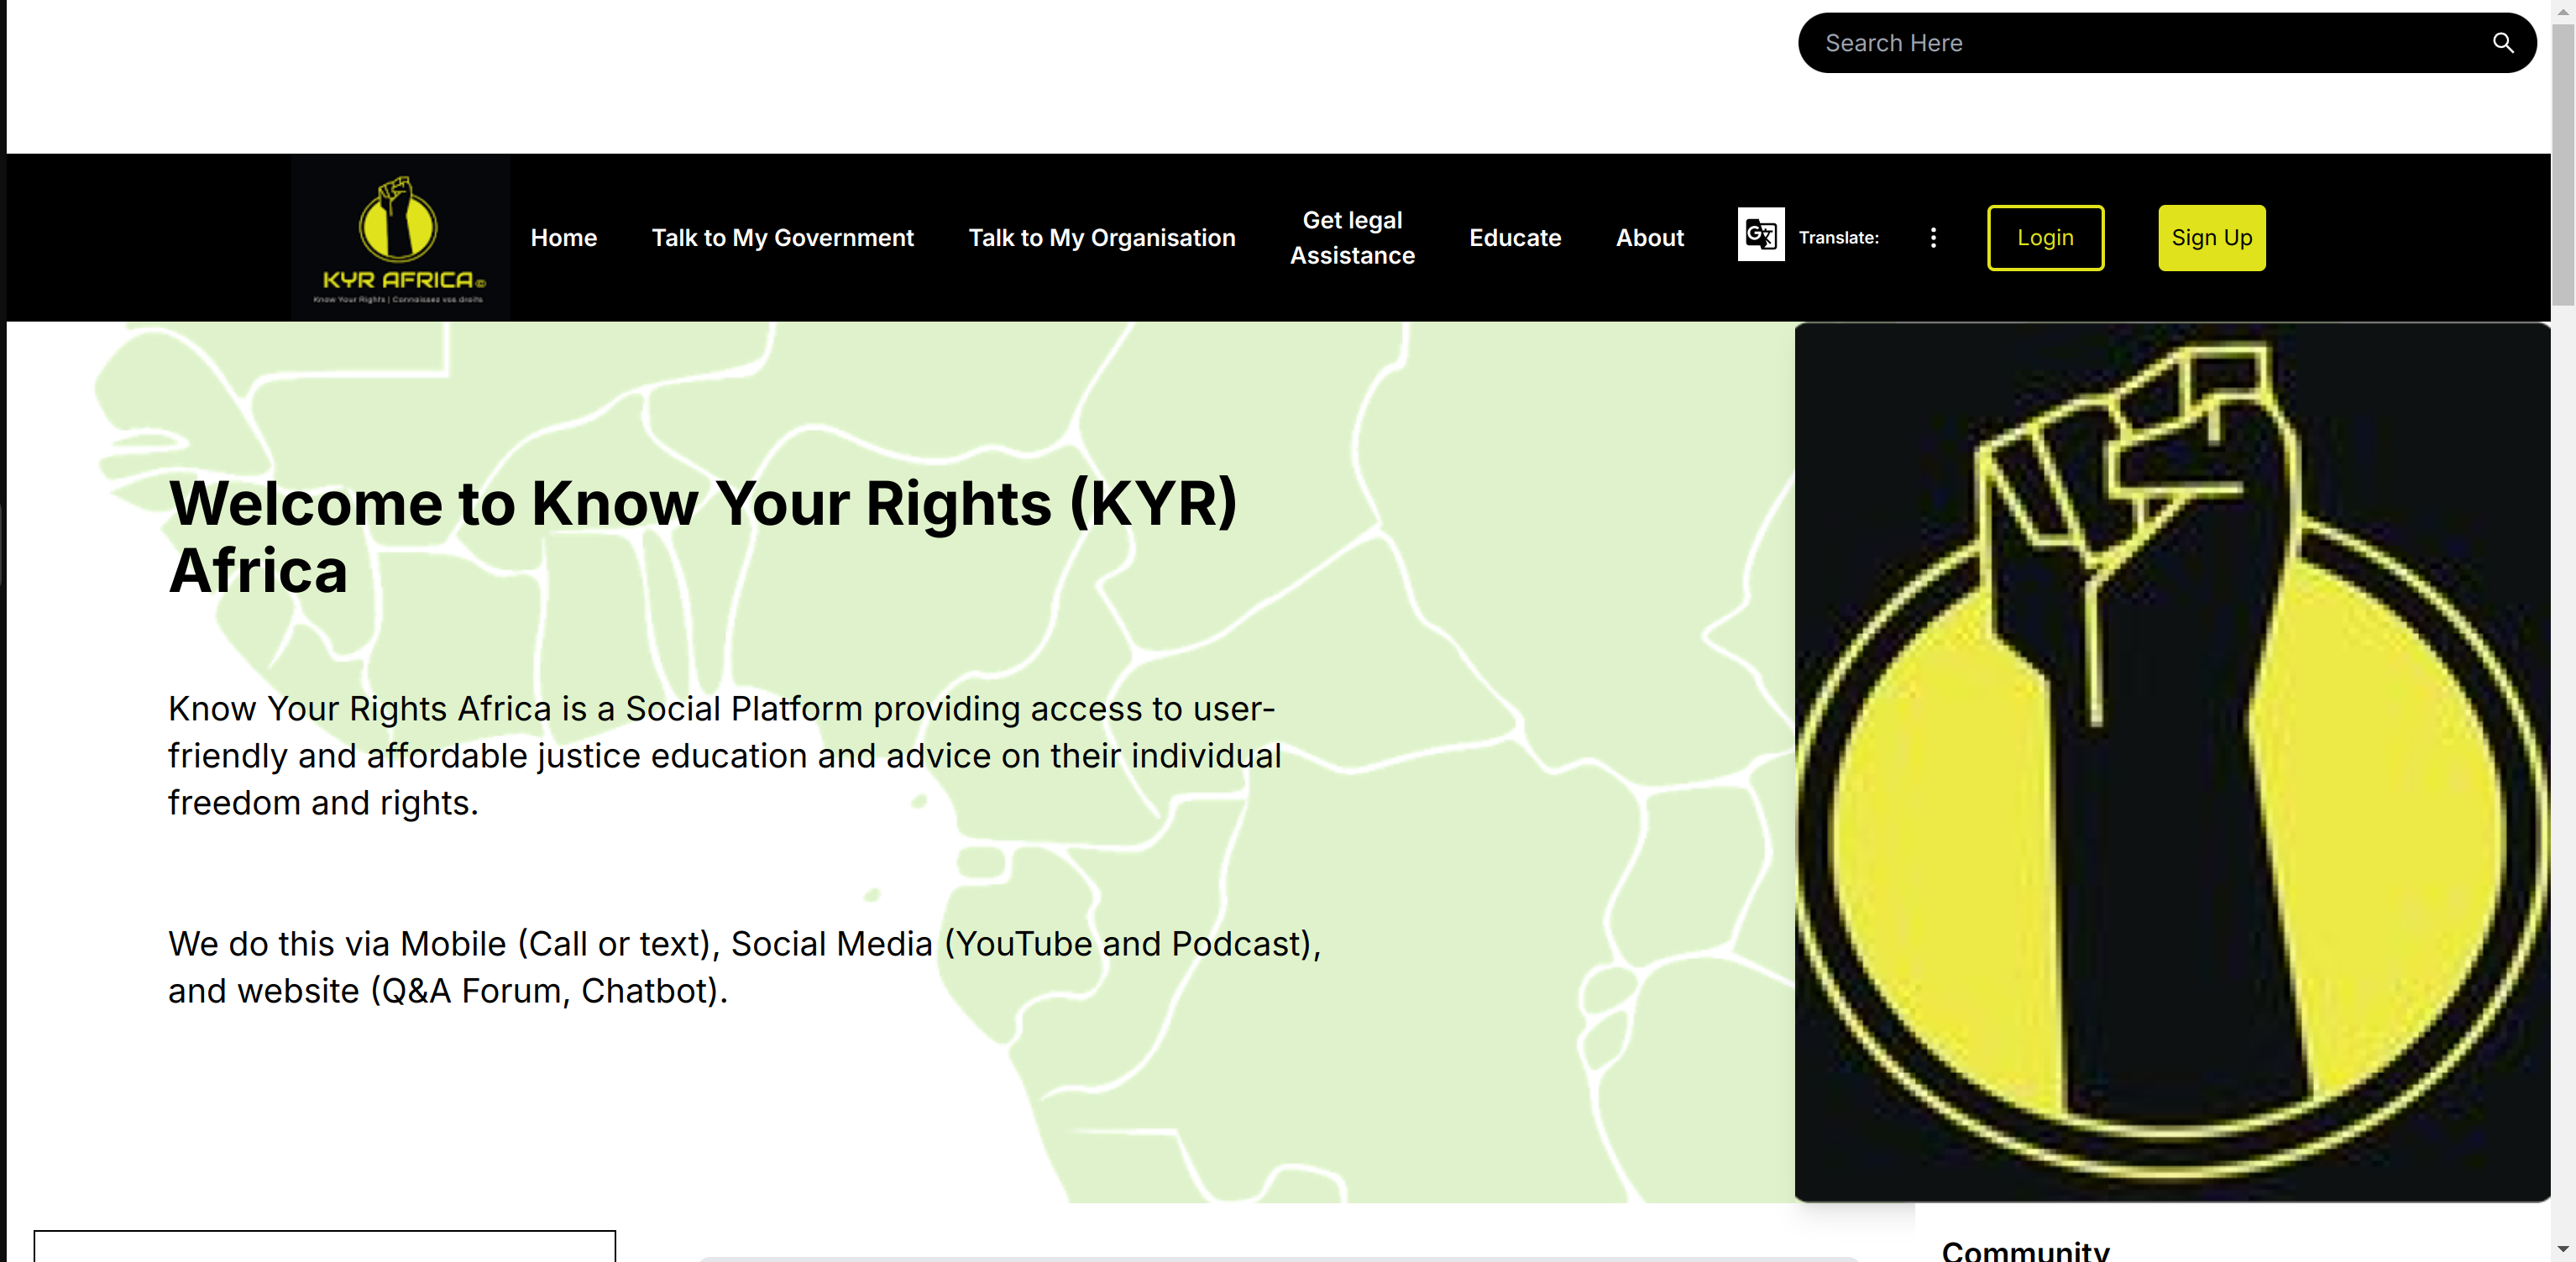 Search Here
KYR AFRICA©
Know Your Rights | Connaissez vos droits
Home
Talk to My Government
Talk to My Organisation
Get legal
Assistance
Educate
About
Translate:
Login
Sign Up
Welcome to Know Your Rights (KYR)
Africa
Know Your Rights Africa is a Social Platform providing access to user-
friendly and affordable justice education and advice on their individual
freedom and rights.
We do this via Mobile (Call or text), Social Media (YouTube and Podcast),
and website (Q&A Forum, Chatbot).
Community